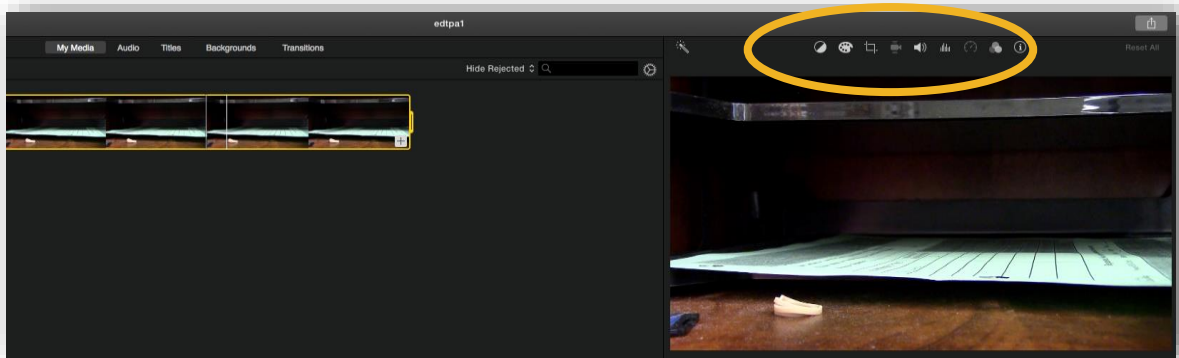 edtpa1
My Media Audio Titles Backgrounds Transitions
Reset All
Hide Rejected